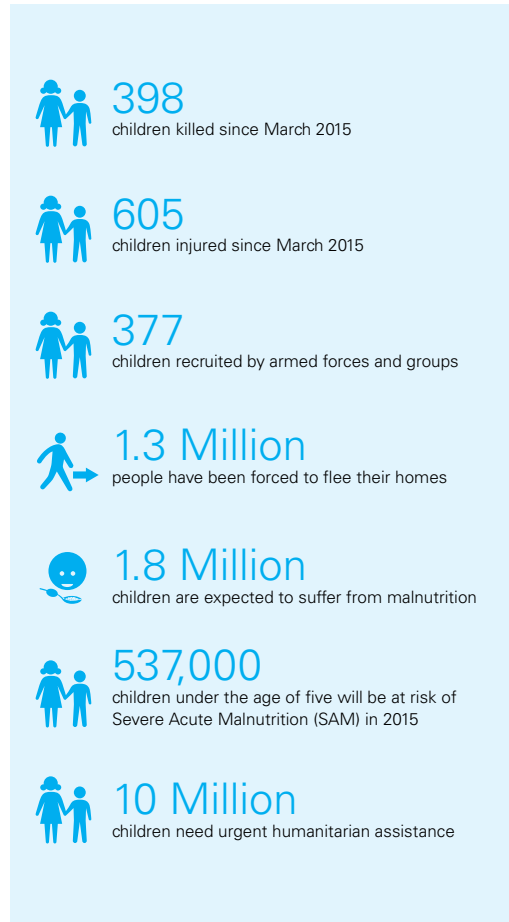 398
children killed since March 2015
605
children injured since March 2015
377
children recruited by armed forces and groups
1.3 Million
people have been forced to flee their homes
1.8 Million
children are expected to suffer from malnutrition
537,000
children under the age of five will be at risk of
Severe Acute Malnutrition (SAM) in 2015
10 Million
children need urgent humanitarian assistance